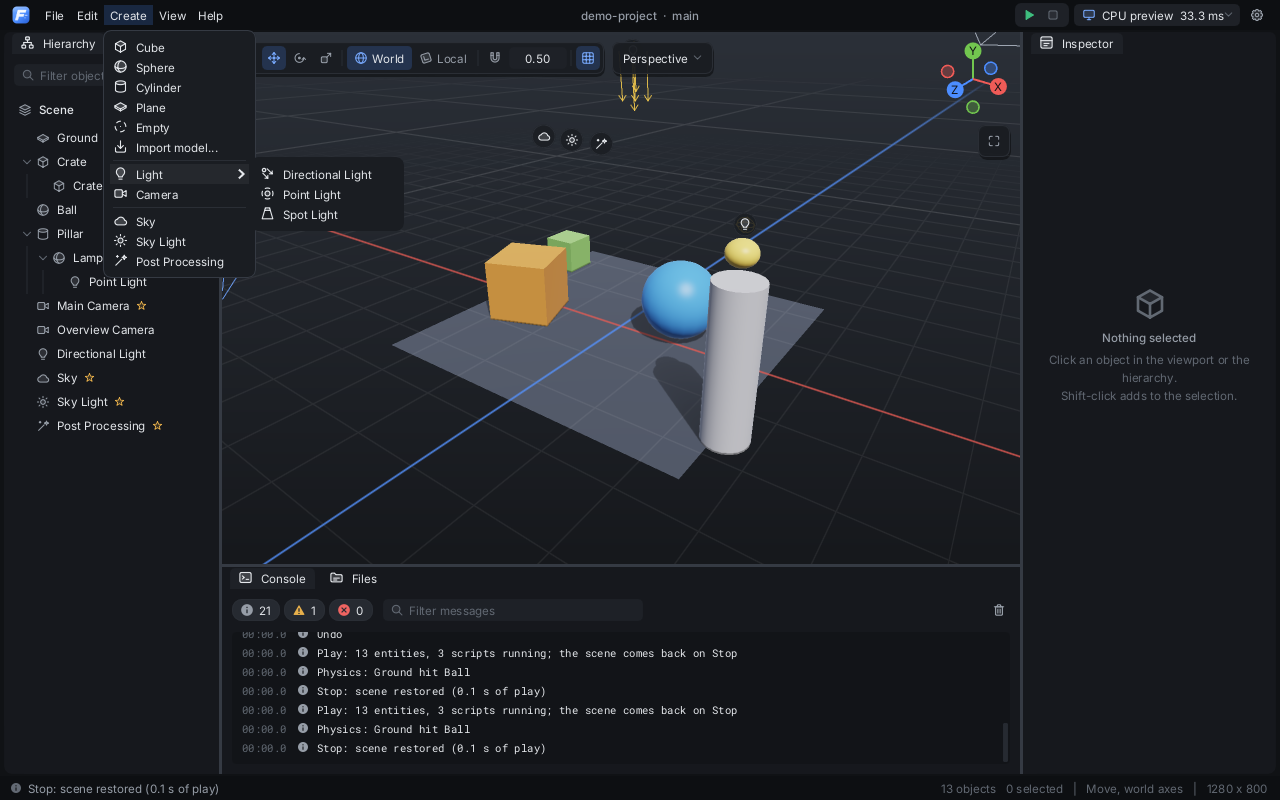 File Edit Create View Help
demo-project · main
CPU preview 33.3 ms
Hierarchy
Filter object
Scene
Ground
Crate
Crate
Ball
Pillar
Lamp
Point Light
Main Camera
Overview Camera
Directional Light
Sky
Sky Light
Post Processing
Cube
Sphere
Cylinder
Plane
Empty
Import model...
Light
Camera
Sky
Sky Light
Post Processing
Directional Light
Point Light
Spot Light
World Local 0.50 Perspective
Y
X
Z
Inspector
Nothing selected
Click an object in the viewport or the
hierarchy.
Shift-click adds to the selection.
Console Files
21 1 0 Filter messages
00:00.0 Undo
00:00.0 Play: 13 entities, 3 scripts running; the scene comes back on Stop
00:00.0 Physics: Ground hit Ball
00:00.0 Stop: scene restored (0.1 s of play)
00:00.0 Play: 13 entities, 3 scripts running; the scene comes back on Stop
00:00.0 Physics: Ground hit Ball
00:00.0 Stop: scene restored (0.1 s of play)
Stop: scene restored (0.1 s of play)
13 objects 0 selected | Move, world axes | 1280 x 800